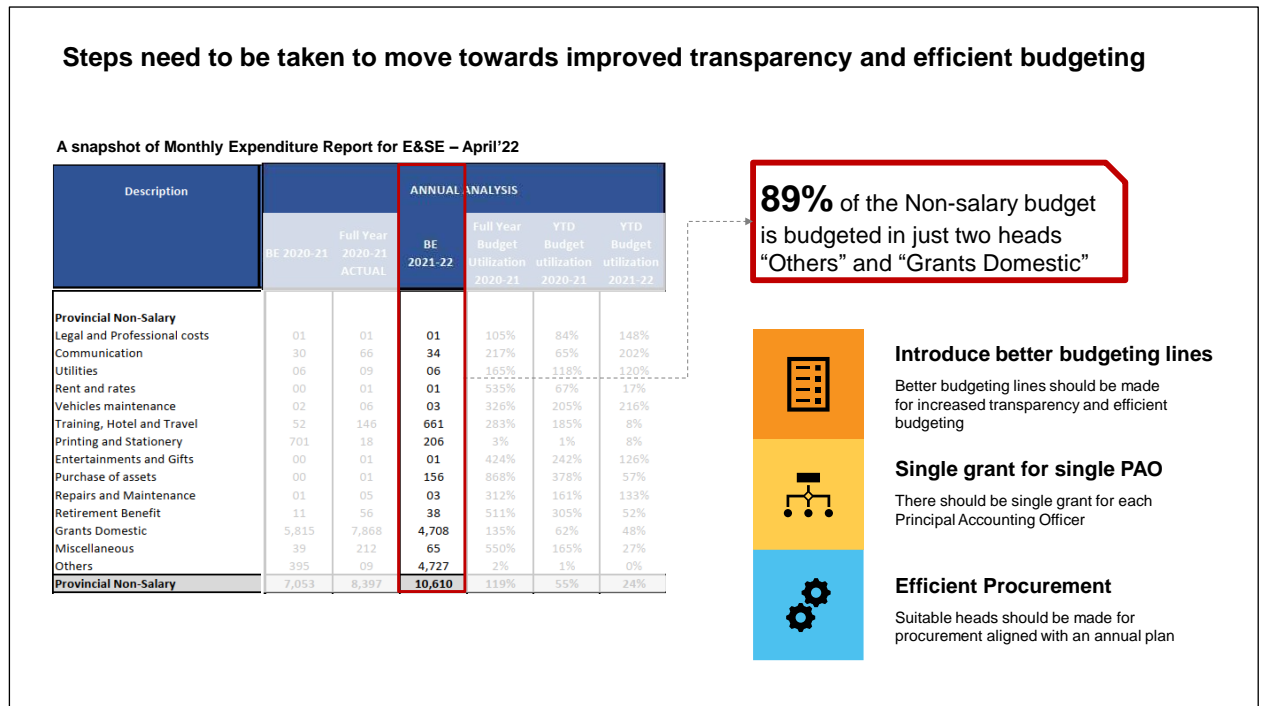 Steps need to be taken to move towards improved transparency and efficient budgeting
A snapshot of Monthly Expenditure Report for E&SE – April'22
Description
ANNUAL ANALYSIS
BE 2020-21
Full Year
2020-21
ACTUAL
BE
2021-22
Full Year
Budget
Utilization
2020-21
YTD
Budget
utilization
2020-21
YTD
Budget
utilization
2021-22
Provincial Non-Salary
Legal and Professional costs 01 01 01 105% 84% 148%
Communication 30 66 34 217% 65% 202%
Utilities 06 09 06 165% 118% 120%
Rent and rates 00 01 01 535% 67% 17%
Vehicles maintenance 02 06 03 326% 205% 216%
Training, Hotel and Travel 52 146 661 283% 185% 8%
Printing and Stationery 701 18 206 3% 1% 8%
Entertainments and Gifts 00 01 01 424% 242% 126%
Purchase of assets 00 01 156 868% 378% 57%
Repairs and Maintenance 01 05 03 312% 161% 133%
Retirement Benefit 11 56 38 511% 305% 52%
Grants Domestic 5,815 7,868 4,708 135% 62% 48%
Miscellaneous 39 212 65 550% 165% 27%
Others 395 09 4,727 2% 1% 0%
Provincial Non-Salary 7,053 8,397 10,610 119% 55% 24%
89% of the Non-salary budget
is budgeted in just two heads
“Others” and “Grants Domestic”
Introduce better budgeting lines
Better budgeting lines should be made
for increased transparency and efficient
budgeting
Single grant for single PAO
There should be single grant for each
Principal Accounting Officer
Efficient Procurement
Suitable heads should be made for
procurement aligned with an annual plan